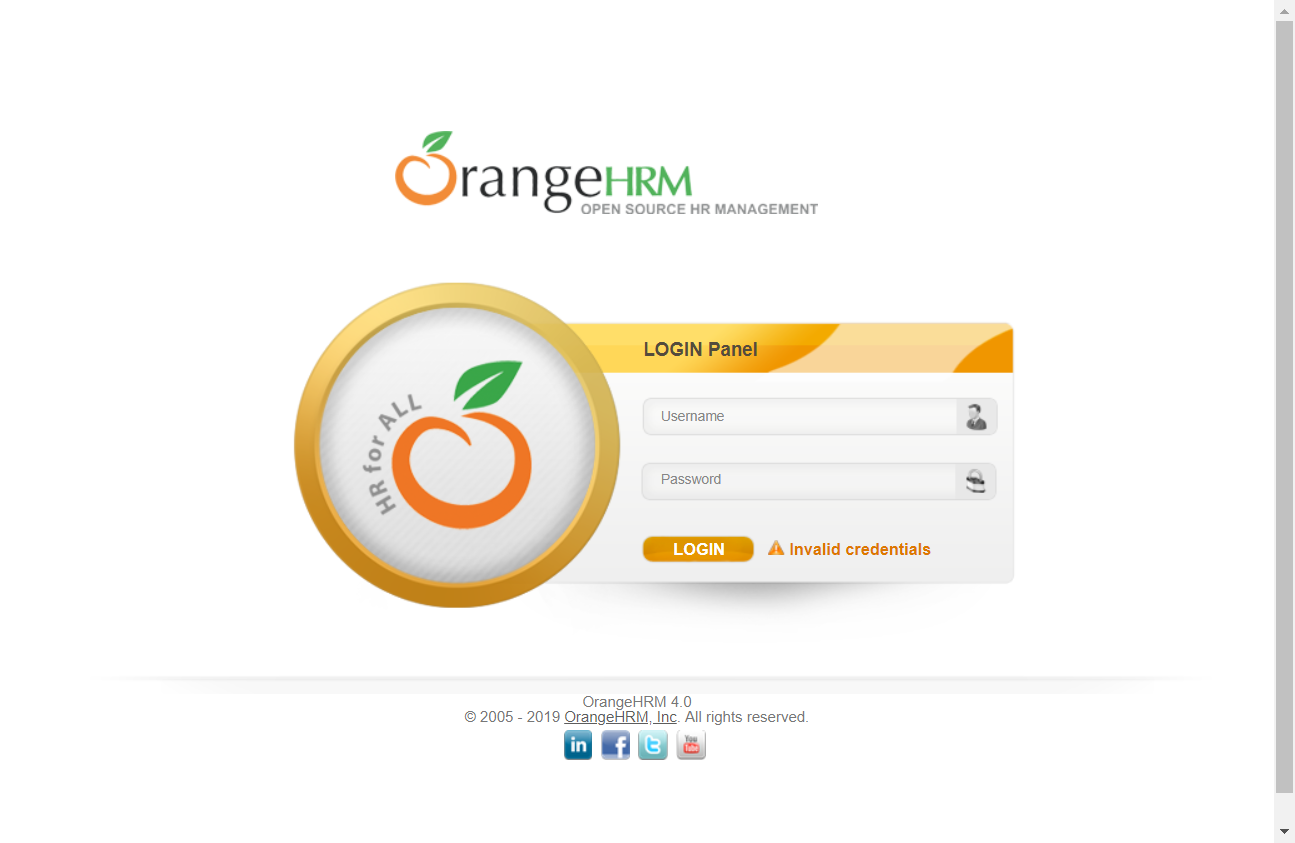 OrangeHRM
OPEN SOURCE HR MANAGEMENT
HR for ALL
LOGIN Panel
Username
Password
LOGIN
Invalid credentials
OrangeHRM 4.0
© 2005 - 2019 OrangeHRM, Inc. All rights reserved.
in f t You Tube